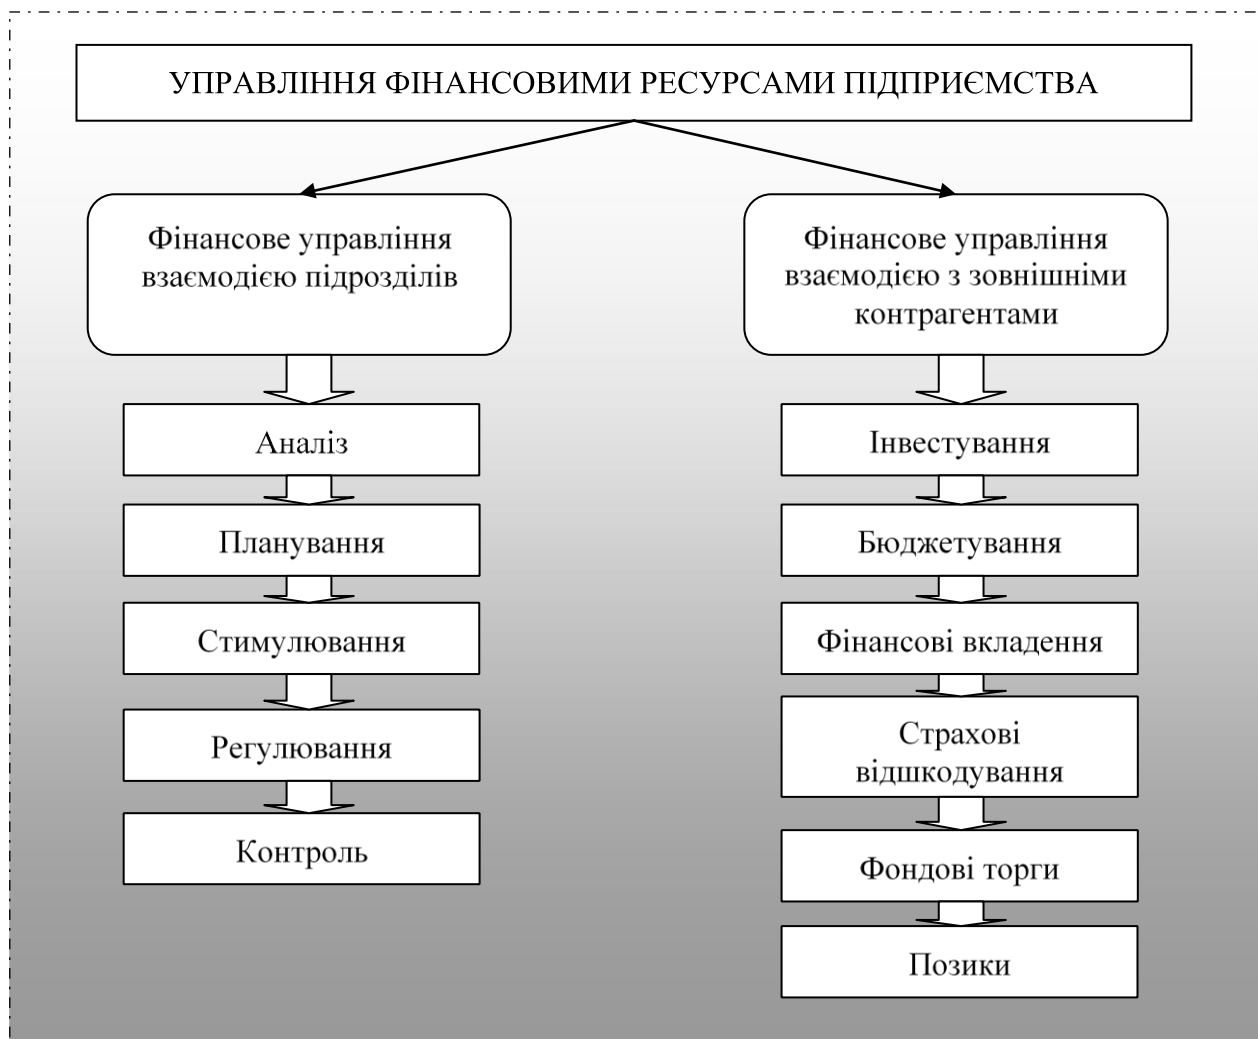 УПРАВЛІННЯ ФІНАНСОВИМИ РЕСУРСАМИ ПІДПРИЄМСТВА
Фінансове управління
взаємодією підрозділів
Аналіз
Планування
Стимулювання
Регулювання
Контроль
Фінансове управління
взаємодією з зовнішніми
контрагентами
Інвестування
Бюджетування
Фінансові вкладення
Страхові
відшкодування
Фондові торги
Позики